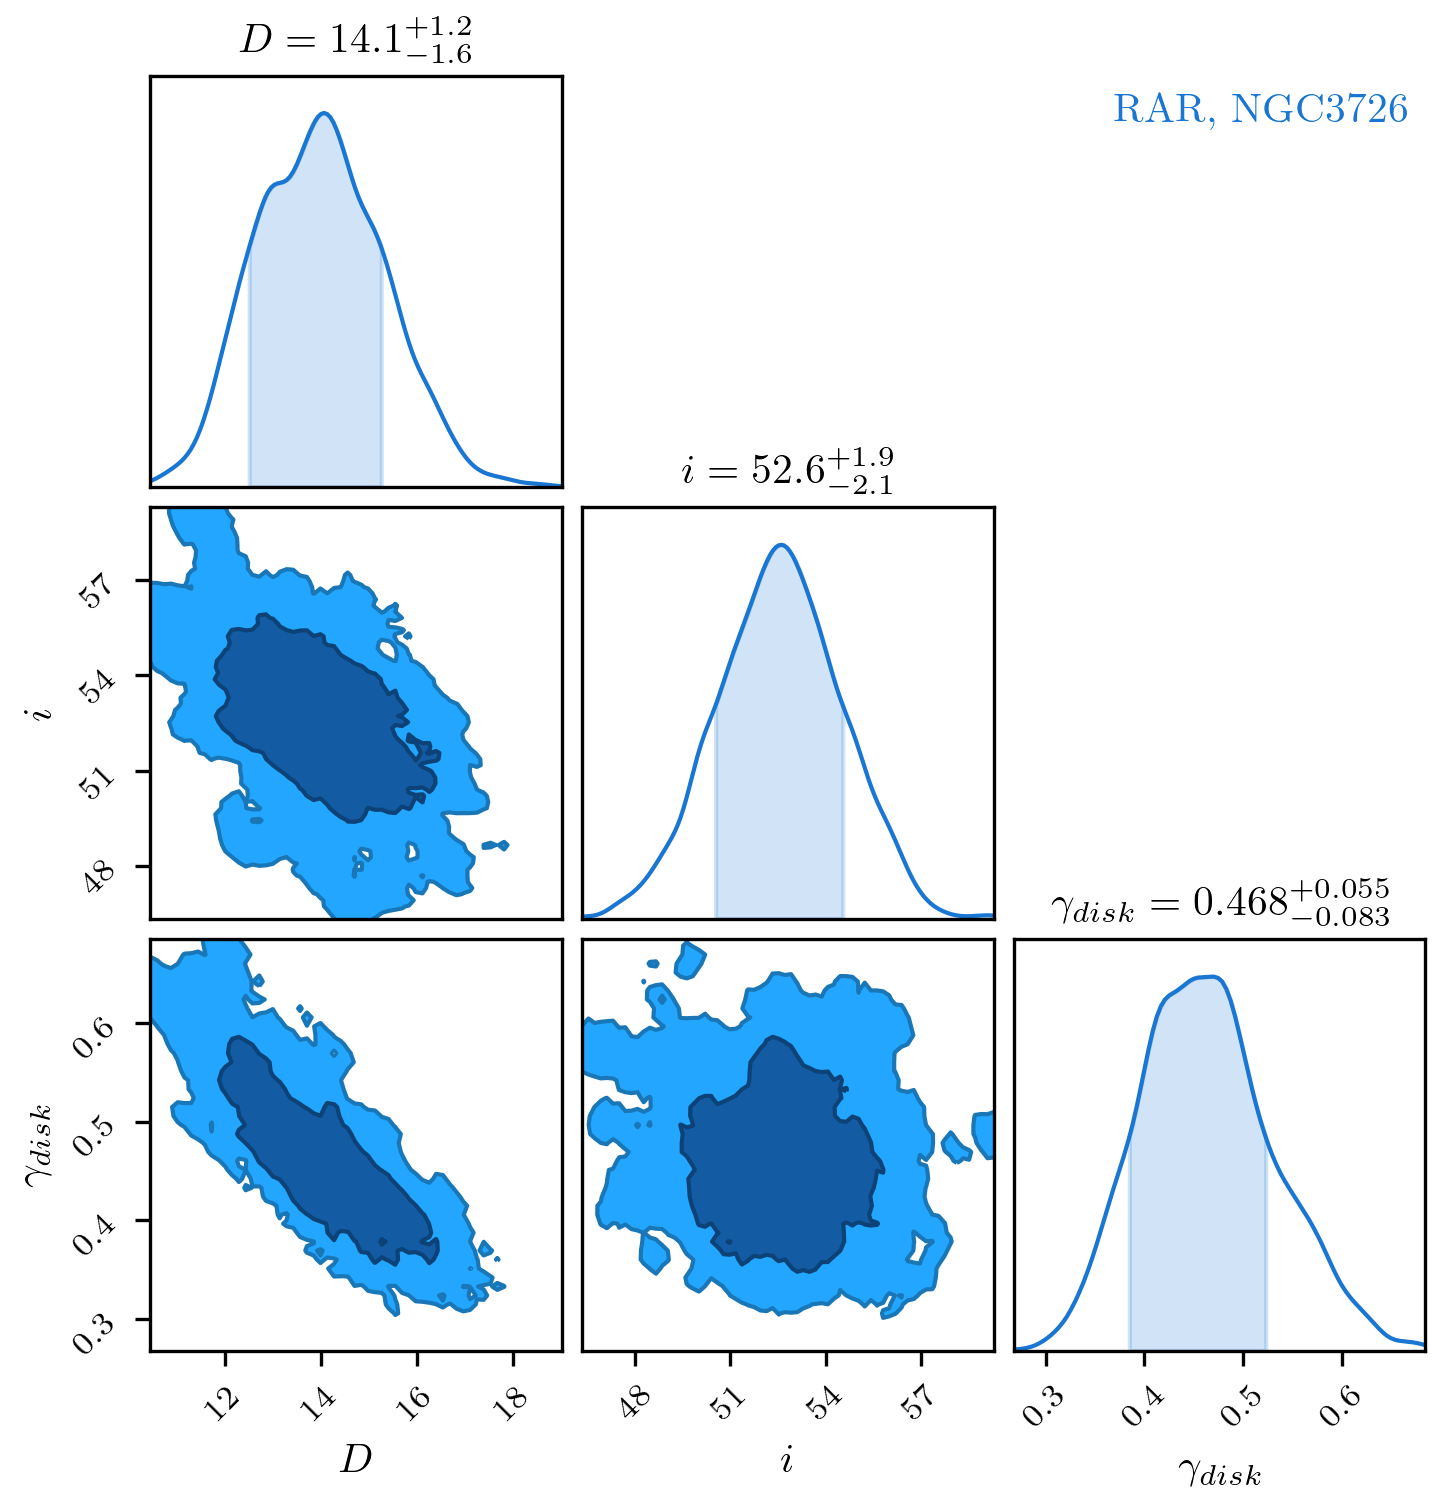 D = 14.1^{+1.2}_{-1.6}
RAR, NGC3726
i = 52.6^{+1.9}_{-2.1}
57
54
51
48
i
γ_{disk} = 0.468^{+0.055}_{-0.083}
0.6
0.5
0.4
0.3
γ_{disk}
12 14 16 18
48 51 54 57
0.3 0.4 0.5 0.6
D
i
γ_{disk}